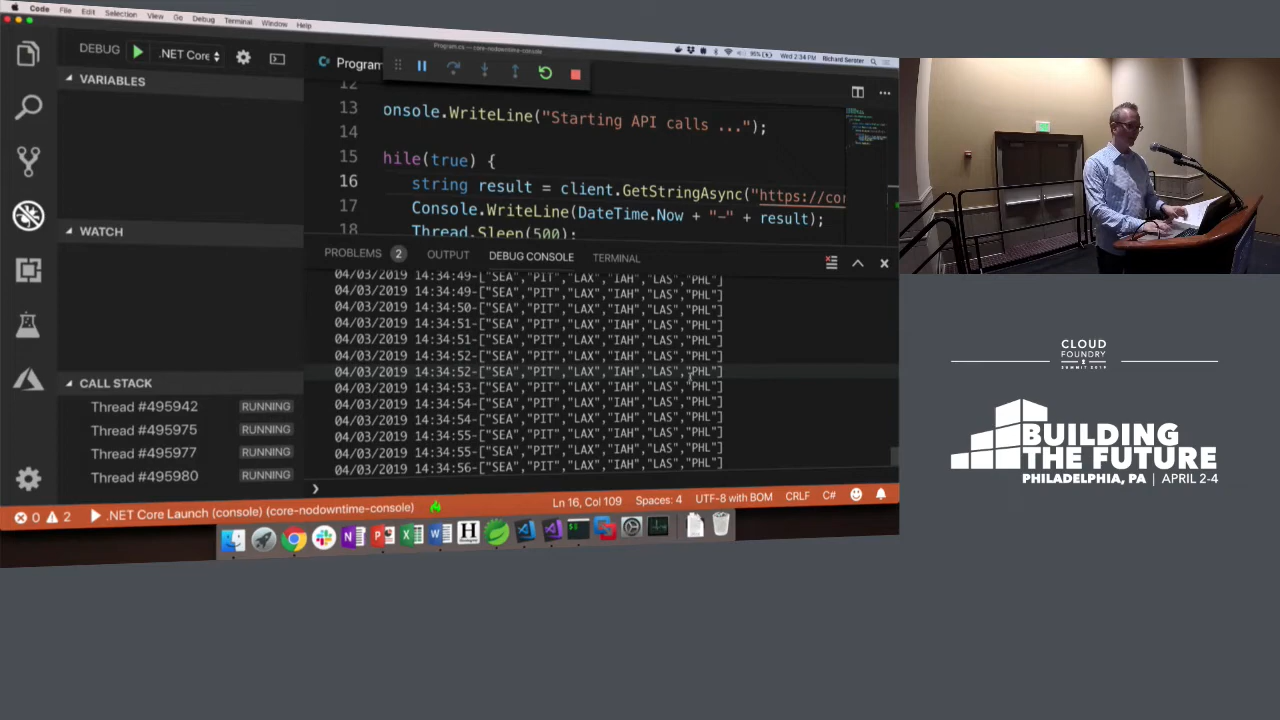 Code File Edit Selection View Go Debug Terminal Window Help
96% Wed 2:34 PM Richard Seroter
Program.cs — core-nodowntime-console
DEBUG .NET Core
VARIABLES
WATCH
CALL STACK
Thread #495942 RUNNING
Thread #495975 RUNNING
Thread #495977 RUNNING
Thread #495980 RUNNING
Program
12
13 onsole.WriteLine("Starting API calls ...");
14
15 hile(true) {
16 string result = client.GetStringAsync("https://cor
17 Console.WriteLine(DateTime.Now + "-" + result);
18 Thread.Sleep(500);
PROBLEMS 2 OUTPUT DEBUG CONSOLE TERMINAL
04/03/2019 14:34:49-["SEA","PIT","LAX","IAH","LAS","PHL"]
04/03/2019 14:34:49-["SEA","PIT","LAX","IAH","LAS","PHL"]
04/03/2019 14:34:50-["SEA","PIT","LAX","IAH","LAS","PHL"]
04/03/2019 14:34:51-["SEA","PIT","LAX","IAH","LAS","PHL"]
04/03/2019 14:34:51-["SEA","PIT","LAX","IAH","LAS","PHL"]
04/03/2019 14:34:52-["SEA","PIT","LAX","IAH","LAS","PHL"]
04/03/2019 14:34:52-["SEA","PIT","LAX","IAH","LAS","PHL"]
04/03/2019 14:34:53-["SEA","PIT","LAX","IAH","LAS","PHL"]
04/03/2019 14:34:54-["SEA","PIT","LAX","IAH","LAS","PHL"]
04/03/2019 14:34:54-["SEA","PIT","LAX","IAH","LAS","PHL"]
04/03/2019 14:34:55-["SEA","PIT","LAX","IAH","LAS","PHL"]
04/03/2019 14:34:55-["SEA","PIT","LAX","IAH","LAS","PHL"]
04/03/2019 14:34:56-["SEA","PIT","LAX","IAH","LAS","PHL"]
0 2 .NET Core Launch (console) (core-nodowntime-console) Ln 16, Col 109 Spaces: 4 UTF-8 with BOM CRLF C#
CLOUD
FOUNDRY
SUMMIT 2019
BUILDING
THE FUTURE
PHILADELPHIA, PA | APRIL 2-4